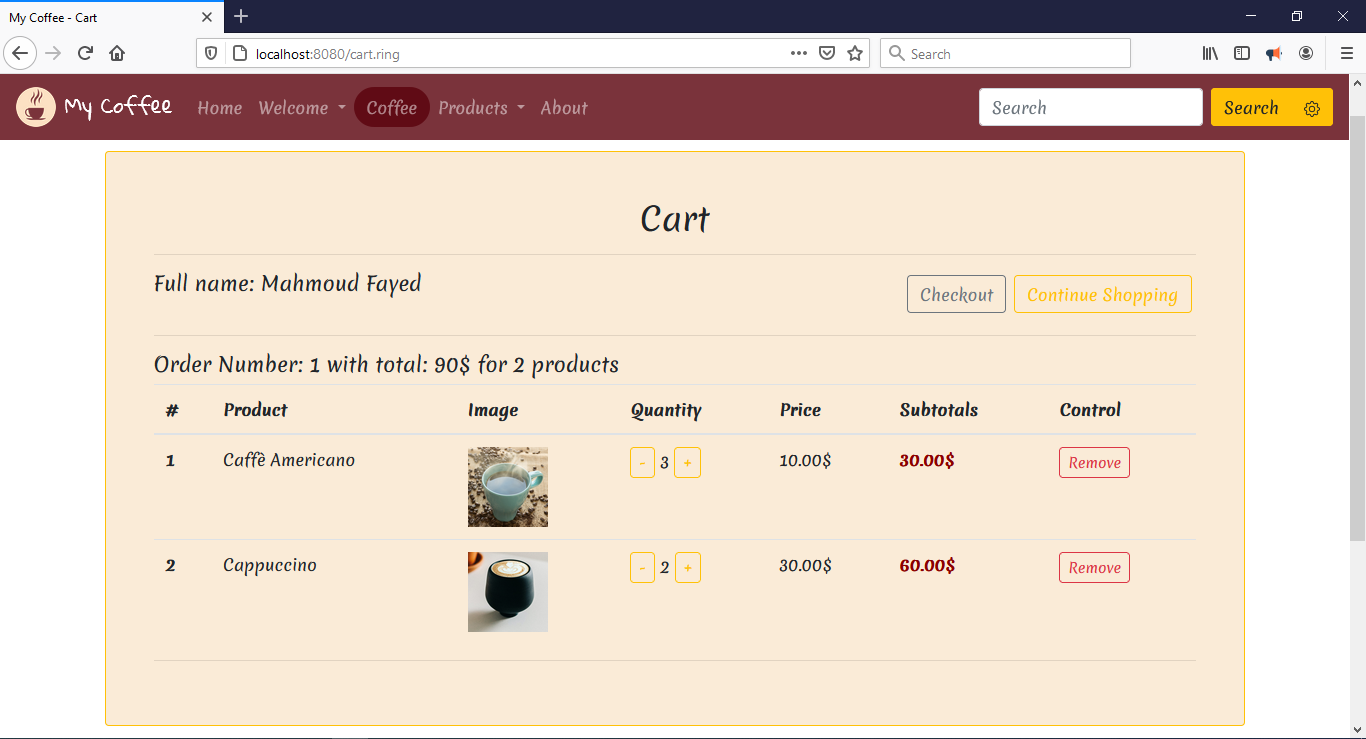 My Coffee - Cart
localhost:8080/cart.ring
Search
My Coffee Home Welcome Coffee Products About Search Search
Cart
Full name: Mahmoud Fayed
Checkout Continue Shopping
Order Number: 1 with total: 90$ for 2 products
# Product Image Quantity Price Subtotals Control
1 Caffè Americano - 3 + 10.00$ 30.00$ Remove
2 Cappuccino - 2 + 30.00$ 60.00$ Remove